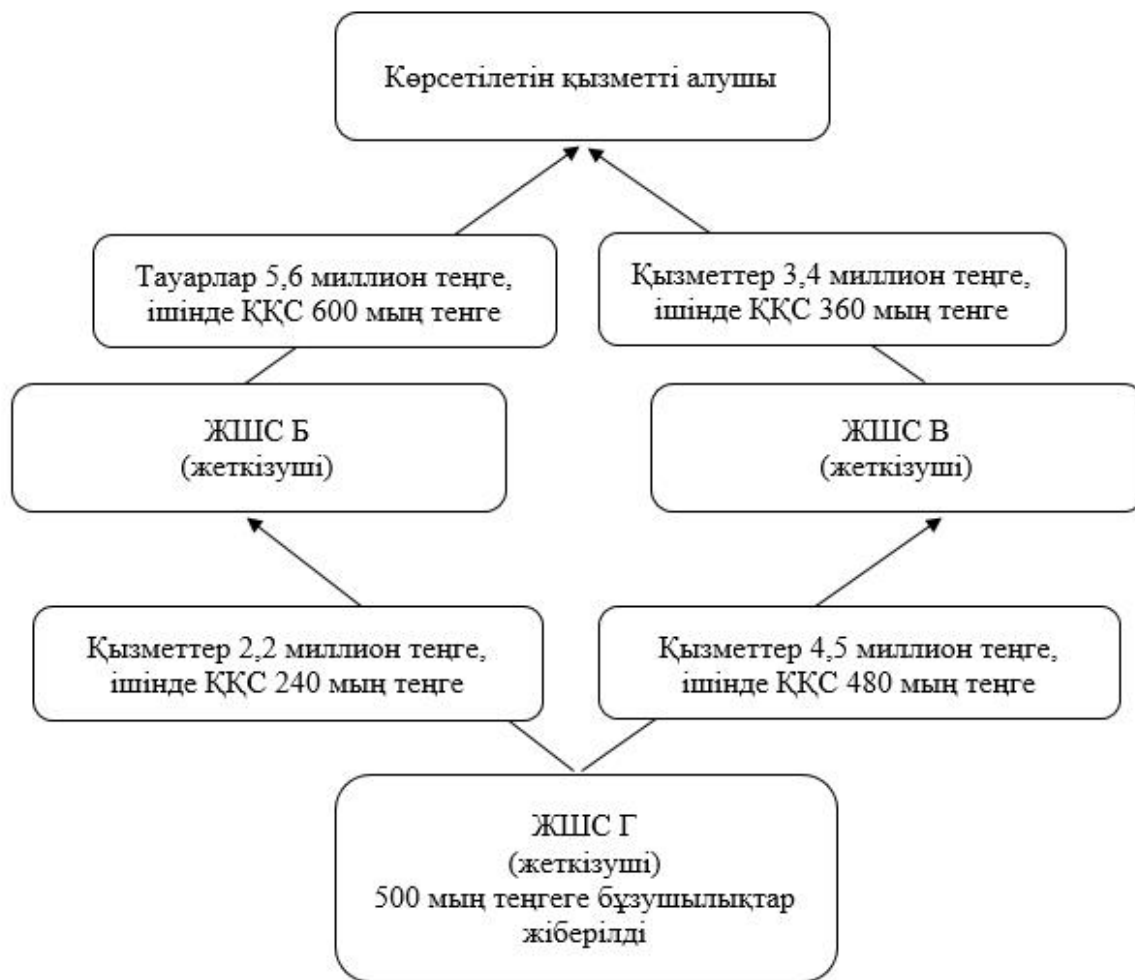 Көрсетілетін қызметті алушы
Тауарлар 5,6 миллион теңге,
ішінде ҚҚС 600 мың тенге
Қызметтер 3,4 миллион теңге,
ішінде ҚҚС 360 мың тенге
ЖШС Б
(жеткізуші)
ЖШС В
(жеткізуші)
Қызметтер 2,2 миллион теңге,
ішінде ҚҚС 240 мың теңге
Қызметтер 4,5 миллион теңге,
ішінде ҚҚС 480 мың теңге
ЖШС Г
(жеткізуші)
500 мың теңгеге бұзушылықтар
жіберілді